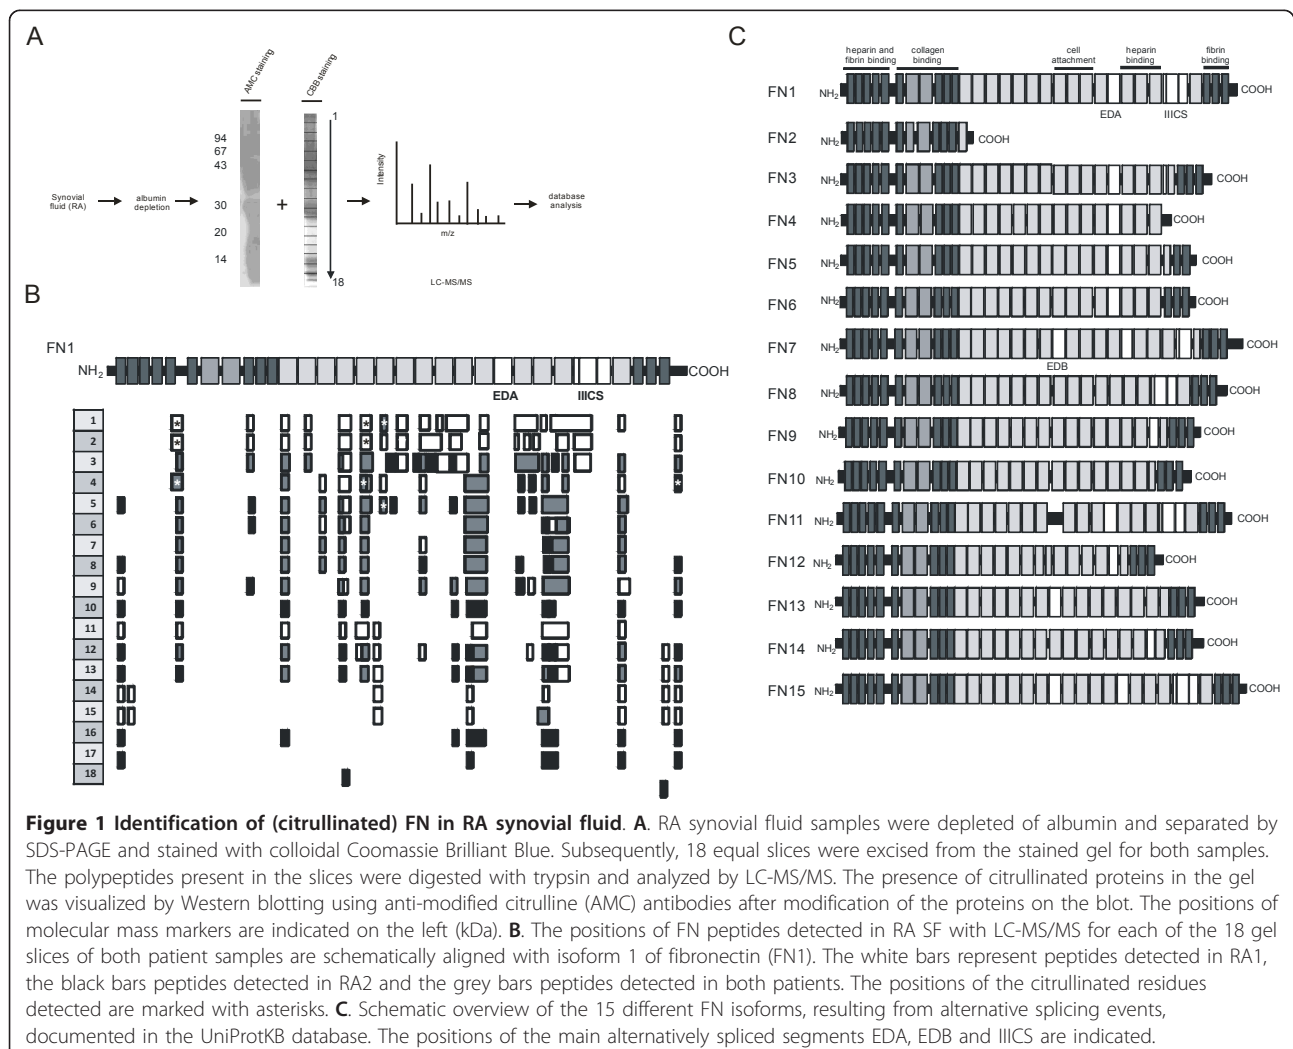 A
AMC staining
CBB staining
94
67
43
30
20
14
Synovial
fluid (RA)
albumin
depletion
+
1
18
Intensity
m/z
LC-MS/MS
database
analysis
B
FN1
NH2
COOH
EDA
IIICS
1
2
3
4
5
6
7
8
9
10
11
12
13
14
15
16
17
18
* *
* *
* * *
* * *
*
C
heparin and
fibrin binding
collagen
binding
cell
attachment
heparin
binding
fibrin
binding
FN1 NH2 COOH
EDA IIICS
FN2 NH2 COOH
FN3 NH2 COOH
FN4 NH2 COOH
FN5 NH2 COOH
FN6 NH2 COOH
FN7 NH2 COOH
EDB
FN8 NH2 COOH
FN9 NH2 COOH
FN10 NH2 COOH
FN11 NH2 COOH
FN12 NH2 COOH
FN13 NH2 COOH
FN14 NH2 COOH
FN15 NH2 COOH
Figure 1 Identification of (citrullinated) FN in RA synovial fluid. A. RA synovial fluid samples were depleted of albumin and separated by
SDS-PAGE and stained with colloidal Coomassie Brilliant Blue. Subsequently, 18 equal slices were excised from the stained gel for both samples.
The polypeptides present in the slices were digested with trypsin and analyzed by LC-MS/MS. The presence of citrullinated proteins in the gel
was visualized by Western blotting using anti-modified citrulline (AMC) antibodies after modification of the proteins on the blot. The positions of
molecular mass markers are indicated on the left (kDa). B. The positions of FN peptides detected in RA SF with LC-MS/MS for each of the 18 gel
slices of both patient samples are schematically aligned with isoform 1 of fibronectin (FN1). The white bars represent peptides detected in RA1,
the black bars peptides detected in RA2 and the grey bars peptides detected in both patients. The positions of the citrullinated residues
detected are marked with asterisks. C. Schematic overview of the 15 different FN isoforms, resulting from alternative splicing events,
documented in the UniProtKB database. The positions of the main alternatively spliced segments EDA, EDB and IIICS are indicated.